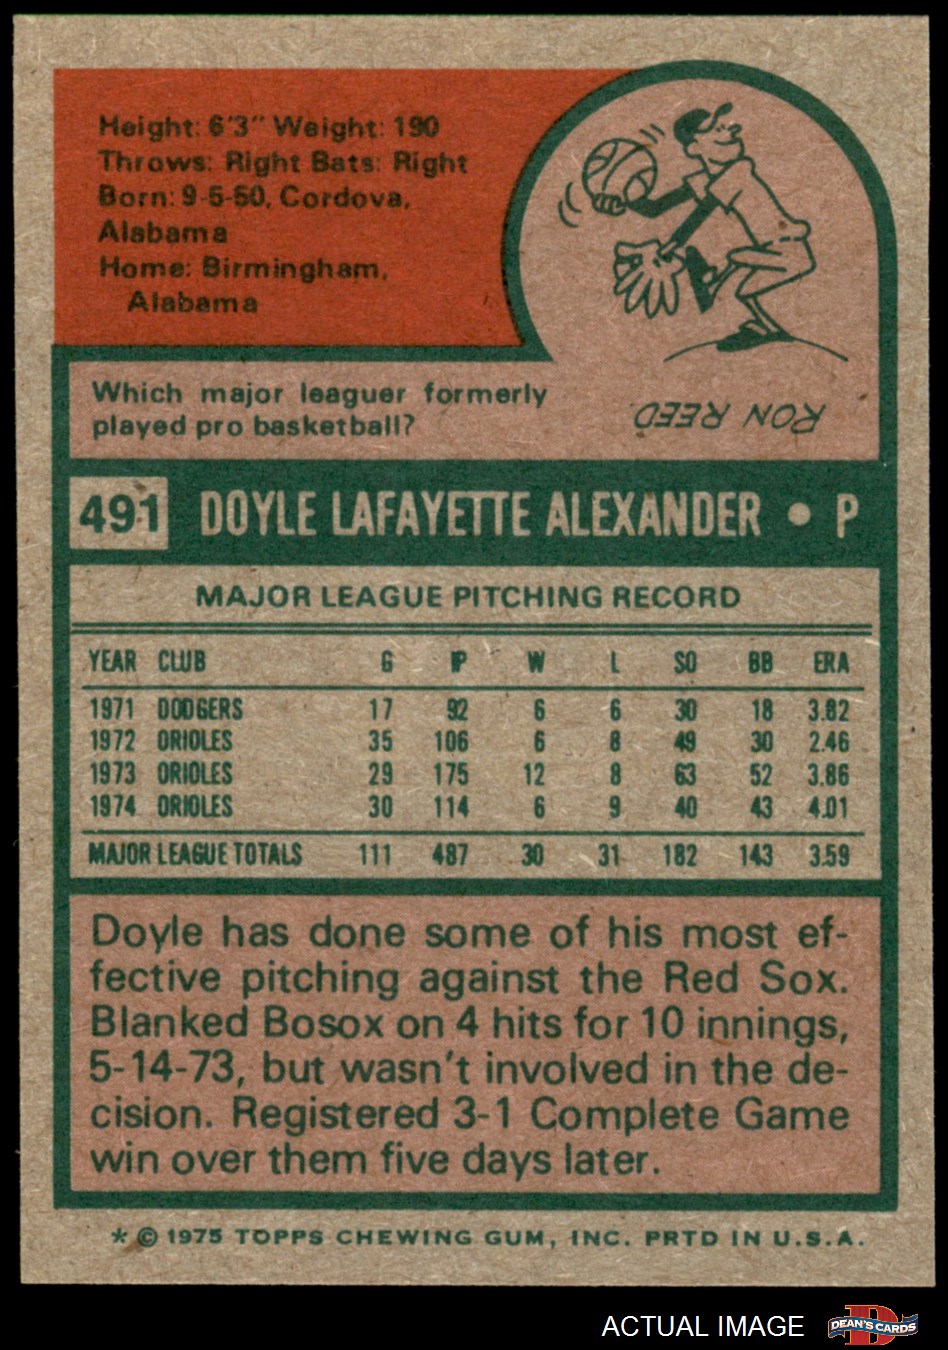 Height: 6'3" Weight: 190
Throws: Right Bats: Right
Born: 9-5-50, Cordova,
Alabama
Home: Birmingham,
Alabama
Which major leaguer formerly
played pro basketball?
RON REED
491 DOYLE LAFAYETTE ALEXANDER • P
MAJOR LEAGUE PITCHING RECORD
YEAR CLUB G IP W L SO BB ERA
1971 DODGERS 17 92 6 6 30 18 3.82
1972 ORIOLES 35 106 6 8 49 30 2.46
1973 ORIOLES 29 175 12 8 63 52 3.86
1974 ORIOLES 30 114 6 9 40 43 4.01
MAJOR LEAGUE TOTALS 111 487 30 31 182 143 3.59
Doyle has done some of his most ef-
fective pitching against the Red Sox.
Blanked Bosox on 4 hits for 10 innings,
5-14-73, but wasn't involved in the de-
cision. Registered 3-1 Complete Game
win over them five days later.
* © 1975 TOPPS CHEWING GUM, INC. PRTD IN U.S.A.
ACTUAL IMAGE
D
DEAN'S CARDS